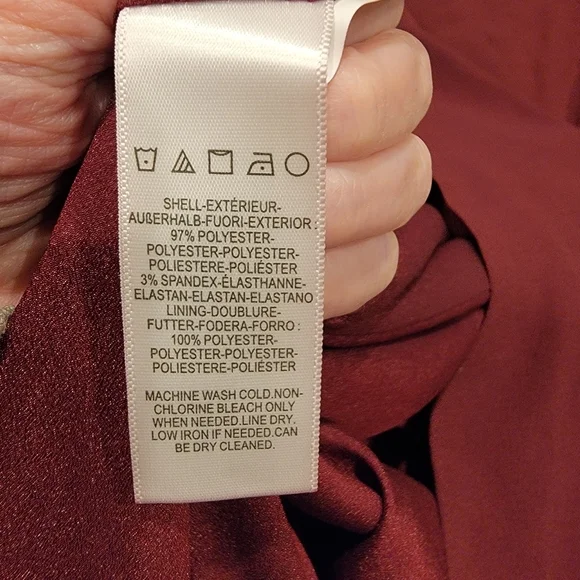 SHELL-EXTÉRIEUR-
AUßERHALB-FUORI-EXTERIOR:
97% POLYESTER-
POLYESTER-POLYESTER-
POLIESTERE-POLIÉSTER
3% SPANDEX-ÉLASTHANNE-
ELASTAN-ELASTAN-ELASTANO
LINING-DOUBLURE-
FUTTER-FODERA-FORRO :
100% POLYESTER-
POLYESTER-POLYESTER-
POLIESTERE-POLIÉSTER
MACHINE WASH COLD.NON-
CHLORINE BLEACH ONLY
WHEN NEEDED.LINE DRY.
LOW IRON IF NEEDED.CAN
BE DRY CLEANED.